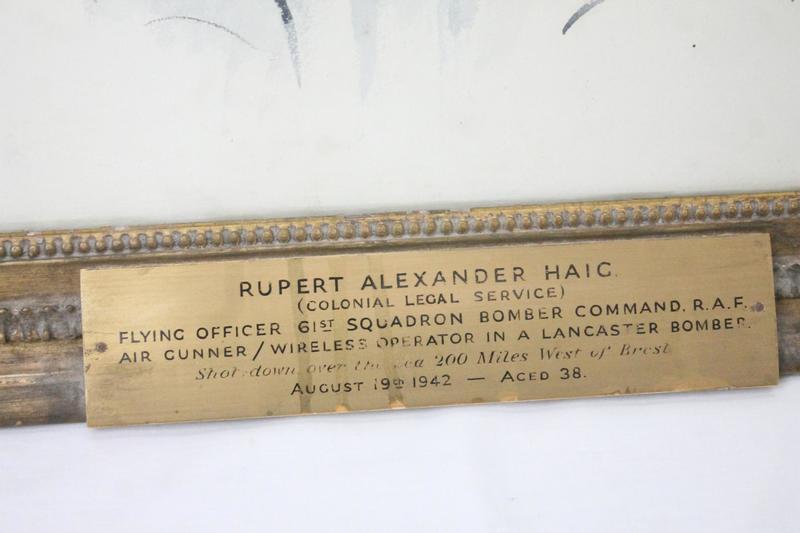 RUPERT ALEXANDER HAIG.
(COLONIAL LEGAL SERVICE)
FLYING OFFICER 61ST SQUADRON BOMBER COMMAND. R.A.F.
AIR GUNNER/WIRELESS OPERATOR IN A LANCASTER BOMBER.
Shot down over the sea 200 Miles West of Brest
AUGUST 19th 1942 — AGED 38.